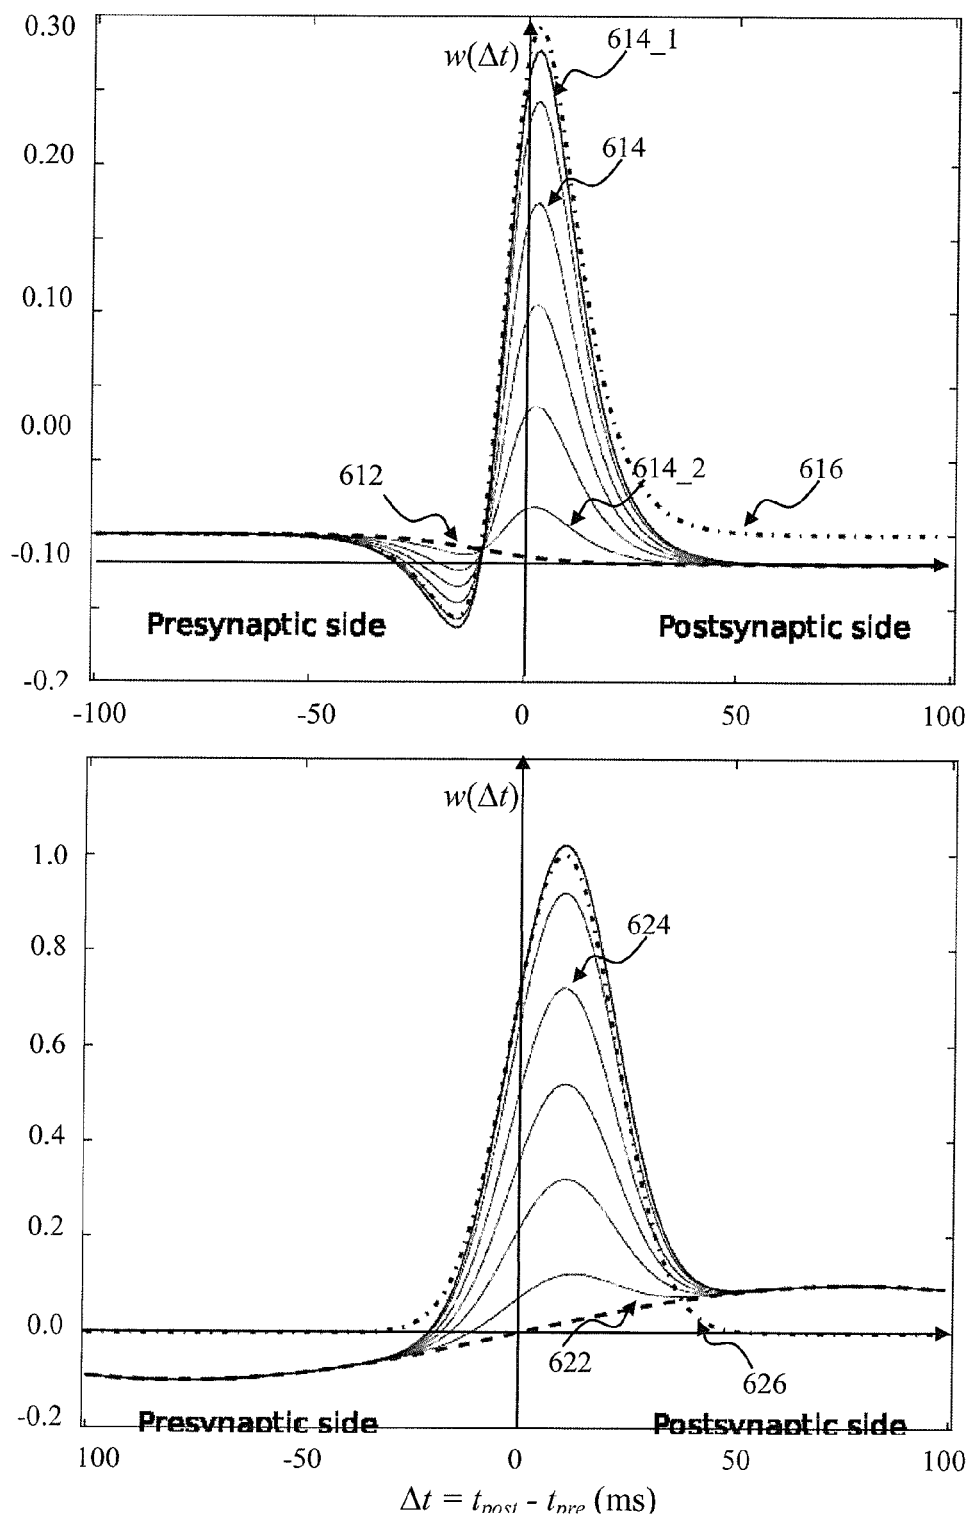 0.30
w(Δt)
614_1
0.20
614
0.10
0.00
612
614_2
616
-0.10
Presynaptic side
Postsynaptic side
-0.2
-100 -50 0 50 100
w(Δt)
1.0
0.8
624
0.6
0.4
0.2
0.0
622
626
-0.2
Presynaptic side
Postsynaptic side
100 -50 0 50 100
Δt = tpost - tpre (ms)